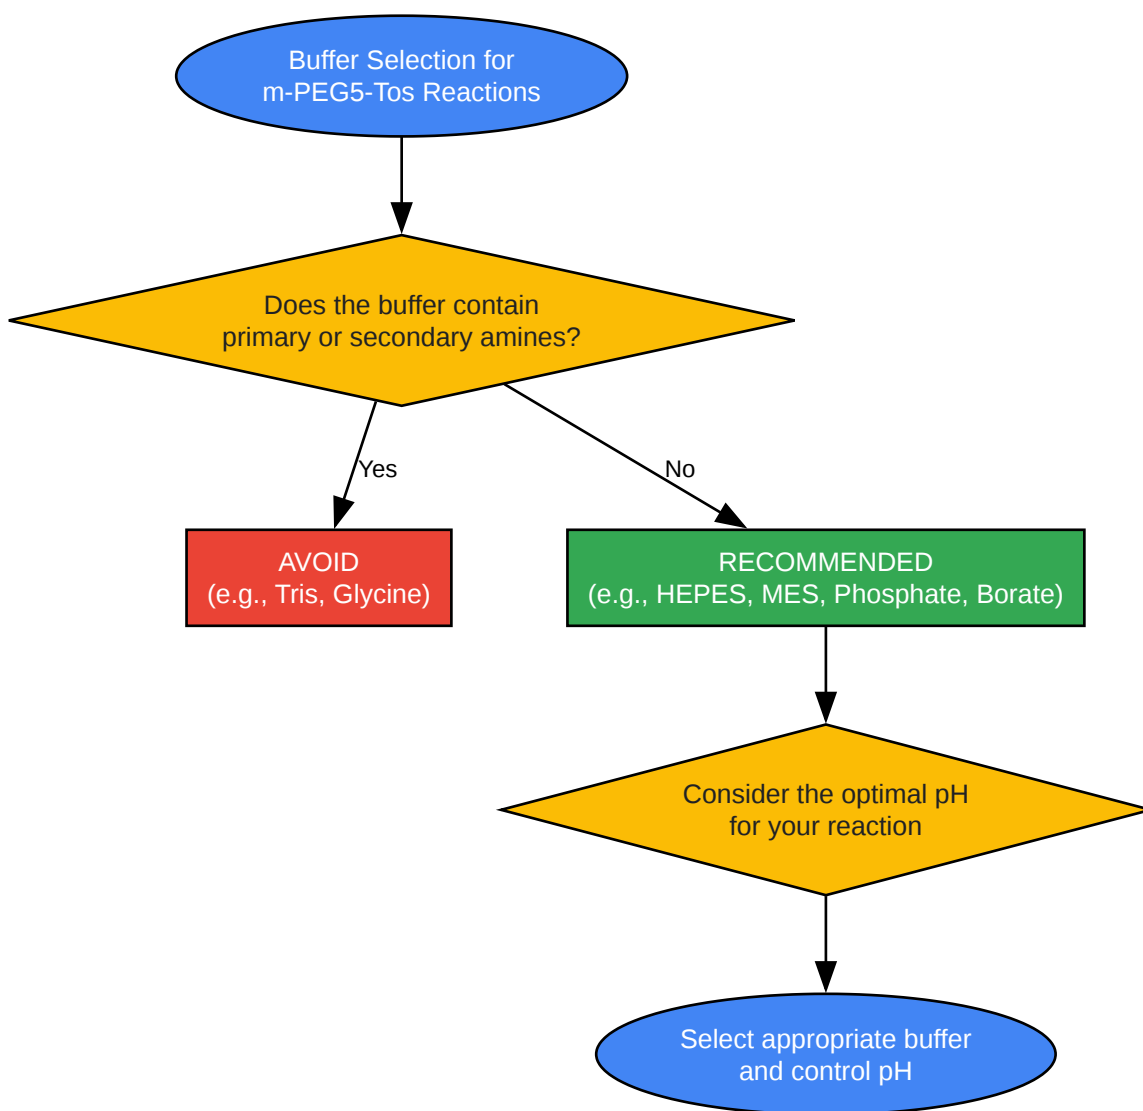 Buffer Selection for
m-PEG5-Tos Reactions
Does the buffer contain
primary or secondary amines?
Yes
No
AVOID
(e.g., Tris, Glycine)
RECOMMENDED
(e.g., HEPES, MES, Phosphate, Borate)
Consider the optimal pH
for your reaction
Select appropriate buffer
and control pH